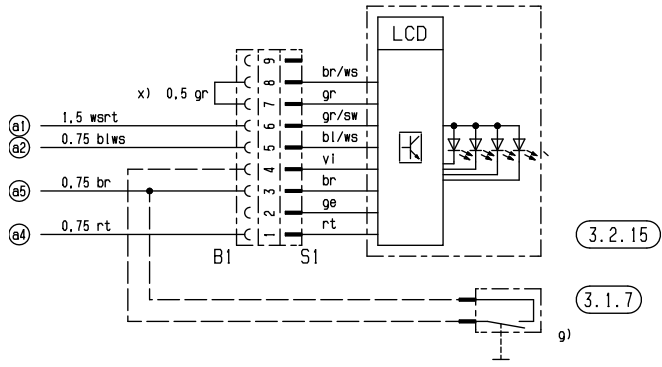 LCD
9
br/ws
8
x) 0,5 gr
gr
7
a1
1,5 wsrt
gr/sw
6
a2
0.75 blws
bl/ws
5
vi
4
a5
0,75 br
br
3
ge
2
a4
0,75 rt
rt
1
B1
S1
3.2.15
3.1.7
g)